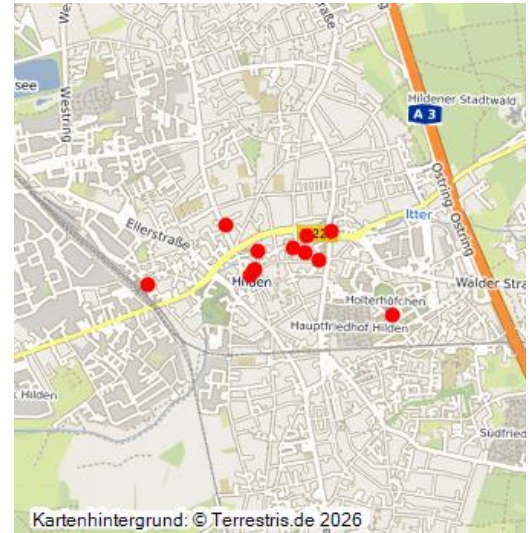 see
Westring
Hildener Stadtwald
A 3
Ostring
Ostring
Itter
Ellerstraße
Hilden
Walder Stra
Holterhöfchen
Hauptfriedhof Hilden
k Hilden
Südfried
Kartenhintergrund: © Terrestris.de 2026